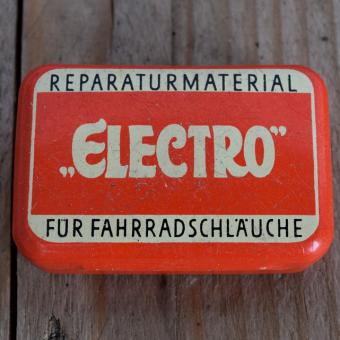 REPARATURMATERIAL
„ELECTRO”
FÜR FAHRRADSCHLÄUCHE